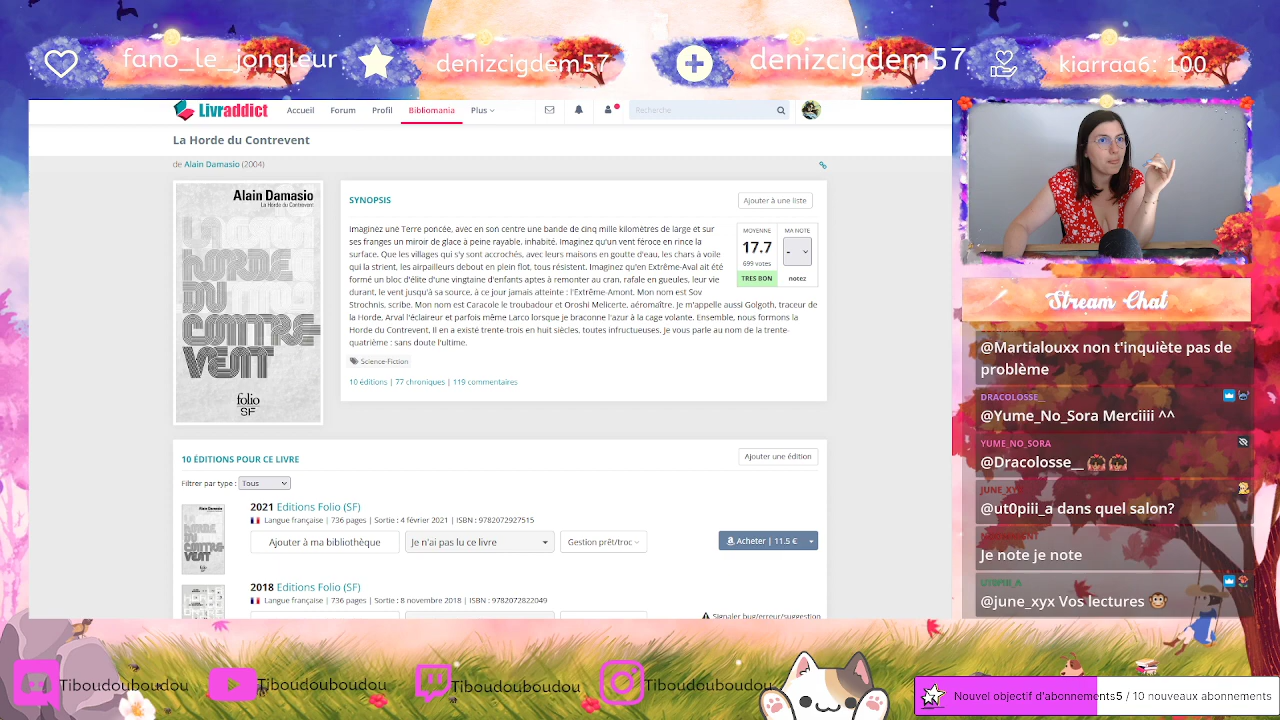 fano_le_jongleur
denizcigdem57
denizcigdem57
kiarraa6: 100
Livraddict
Accueil
Forum
Profil
Bibliomania
Plus
Recherche
La Horde du Contrevent
de Alain Damasio (2004)
Alain Damasio
La Horde du Contrevent
La
HORDE
DU
CONTRE
VENT
folio
SF
SYNOPSIS
Ajouter à une liste
Imaginez une Terre poncée, avec en son centre une bande de cinq mille kilomètres de large et sur
ses franges un miroir de glace à peine rayable, inhabité. Imaginez qu'un vent féroce en rince la
surface. Que les villages qui s'y sont accrochés, avec leurs maisons en goutte d'eau, les chars à voile
qui la strient, les airpailleurs debout en plein flot, tous résistent. Imaginez qu'en Extrême-Aval ait été
formé un bloc d'élite d'une vingtaine d'enfants aptes à remonter au cran, rafale en gueules, leur vie
durant, le vent jusqu'à sa source, à ce jour jamais atteinte : l'Extrême-Amont. Mon nom est Sov
Strochnis, scribe. Mon nom est Caracole le troubadour et Oroshi Melicerte, aéromaître. Je m'appelle aussi Golgoth, traceur de
la Horde, Arval l'éclaireur et parfois même Larco lorsque je braconne l'azur à la cage volante. Ensemble, nous formons la
Horde du Contrevent. Il en a existé trente-trois en huit siècles, toutes infructueuses. Je vous parle au nom de la trente-
quatrième : sans doute l'ultime.
MOYENNE
17.7
699 votes
TRES BON
MA NOTE
-
notez
Science-Fiction
10 éditions | 77 chroniques | 119 commentaires
10 ÉDITIONS POUR CE LIVRE
Ajouter une édition
Filtrer par type : Tous
2021 Editions Folio (SF)
Langue française | 736 pages | Sortie : 4 février 2021 | ISBN : 9782072927515
Ajouter à ma bibliothèque
Je n'ai pas lu ce livre
Gestion prêt/troc
Acheter | 11.5 €
2018 Editions Folio (SF)
Langue française | 736 pages | Sortie : 8 novembre 2018 | ISBN : 9782072822049
Signaler bug/erreur/suggestion
Stream Chat
@Martialouxx non t'inquiète pas de
problème
DRACOLOSSE__
@Yume_No_Sora Merciiii ^^
YUME_NO_SORA
@Dracolosse__
JUNE_XYX
@ut0piii_a dans quel salon?
Je note je note
@june_xyx Vos lectures
Tiboudouboudou
Tiboudouboudou
Tiboudouboudou
Tiboudouboudou
Nouvel objectif d'abonnements
5 / 10 nouveaux abonnements